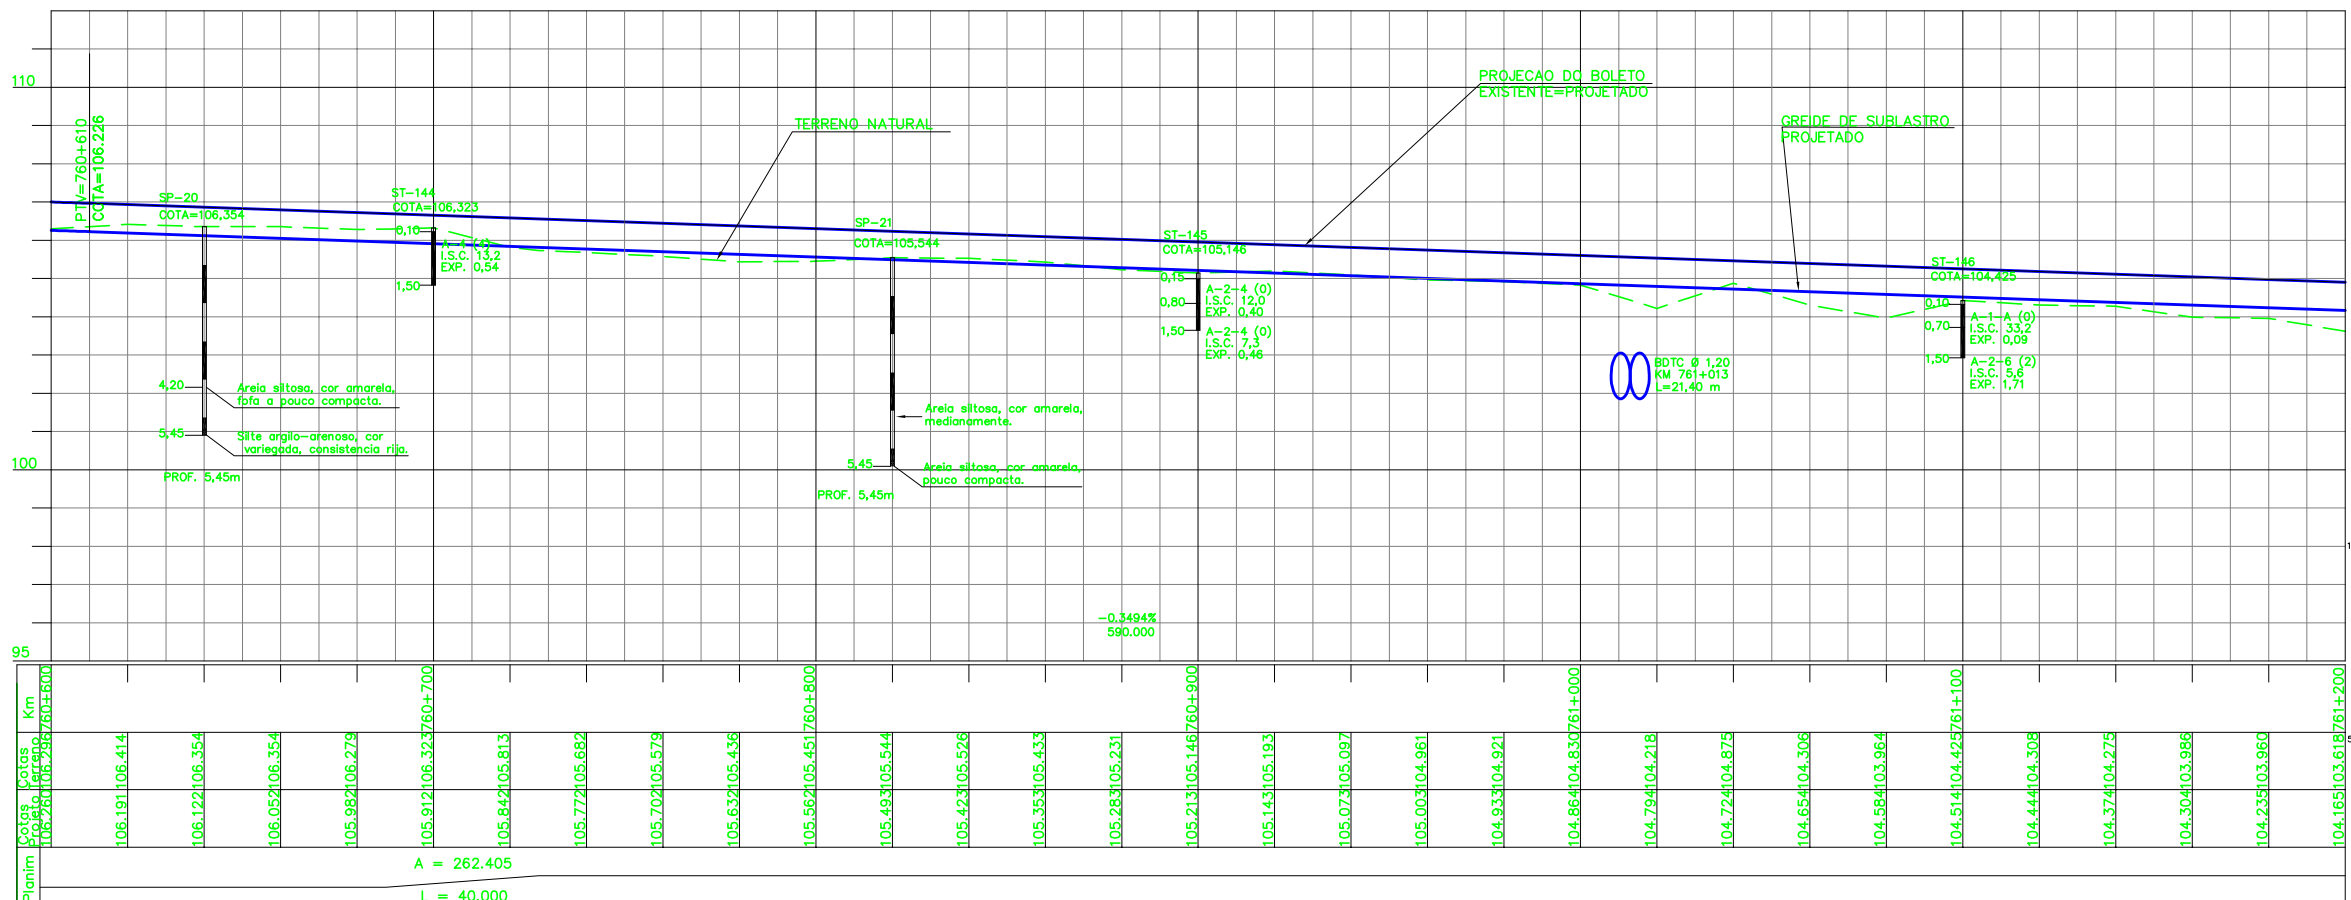 110
100
95
PTV=760+610
COTA=106.226
SP-20
COTA=106,354
4,20
5,45
Areia siltosa, cor amarela,
fofa a pouco compacta.
Silte argilo-arenoso, cor
variegada, consistencia rija.
PROF. 5,45m
ST-144
COTA=106,323
0,10
A-4 (4)
I.S.C. 13,2
EXP. 0,54
1,50
TERRENO NATURAL
SP-21
COTA=105,544
Areia siltosa, cor amarela,
medianamente.
5,45
Areia siltosa, cor amarela,
pouco compacta.
PROF. 5,45m
ST-145
COTA=105,146
0,15
0,80
1,50
A-2-4 (0)
I.S.C. 12,0
EXP. 0,40
A-2-4 (0)
I.S.C. 7,3
EXP. 0,46
PROJECAO DO BOLETO
EXISTENTE=PROJETADO
GREIDE DE SUBLASTRO
PROJETADO
BDTC Ø 1,20
KM 761+013
L=21,40 m
ST-146
COTA=104,425
0,10
0,70
1,50
A-1-A (0)
I.S.C. 33,2
EXP. 0,09
A-2-6 (2)
I.S.C. 5,6
EXP. 1,71
-0.3494%
590.000
Km
760+600
760+700
760+800
760+900
761+000
761+100
761+200
Cotas
Terreno
106.296
106.414
106.354
106.354
106.279
106.323
105.813
105.682
105.579
105.436
105.451
105.544
105.526
105.433
105.231
105.146
105.193
105.097
104.961
104.921
104.830
104.218
104.875
104.306
103.964
104.425
104.308
104.275
103.986
103.960
103.618
Cotas
Projeto
106.260
106.191
106.122
106.052
105.982
105.912
105.842
105.772
105.702
105.632
105.562
105.493
105.423
105.353
105.283
105.213
105.143
105.073
105.003
104.933
104.864
104.794
104.724
104.654
104.584
104.514
104.444
104.374
104.304
104.235
104.165
Planim
A = 262.405
L = 40.000